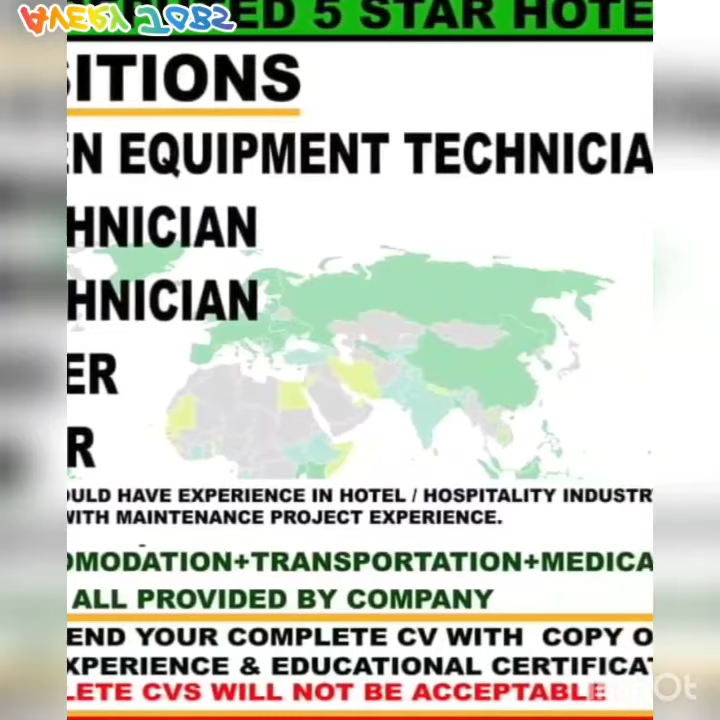 ED 5 STAR HOTE
SITIONS
EN EQUIPMENT TECHNICIA
HNICIAN
HNICIAN
ER
R
OULD HAVE EXPERIENCE IN HOTEL / HOSPITALITY INDUSTR
WITH MAINTENANCE PROJECT EXPERIENCE.
OMODATION+TRANSPORTATION+MEDICA
ALL PROVIDED BY COMPANY
END YOUR COMPLETE CV WITH COPY O
XPERIENCE & EDUCATIONAL CERTIFICAT
LETE CVS WILL NOT BE ACCEPTABLE